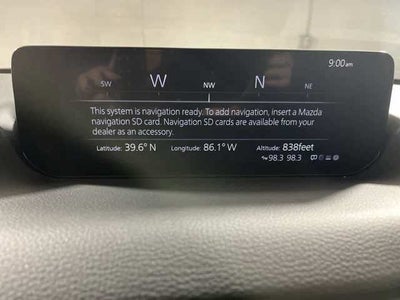 9:00am
SW W NW N NE
This system is navigation ready. To add navigation, insert a Mazda
navigation SD card. Navigation SD cards are available from your
dealer as an accessory.
Latitude: 39.6° N Longitude: 86.1° W Altitude: 838feet
98.3 98.3